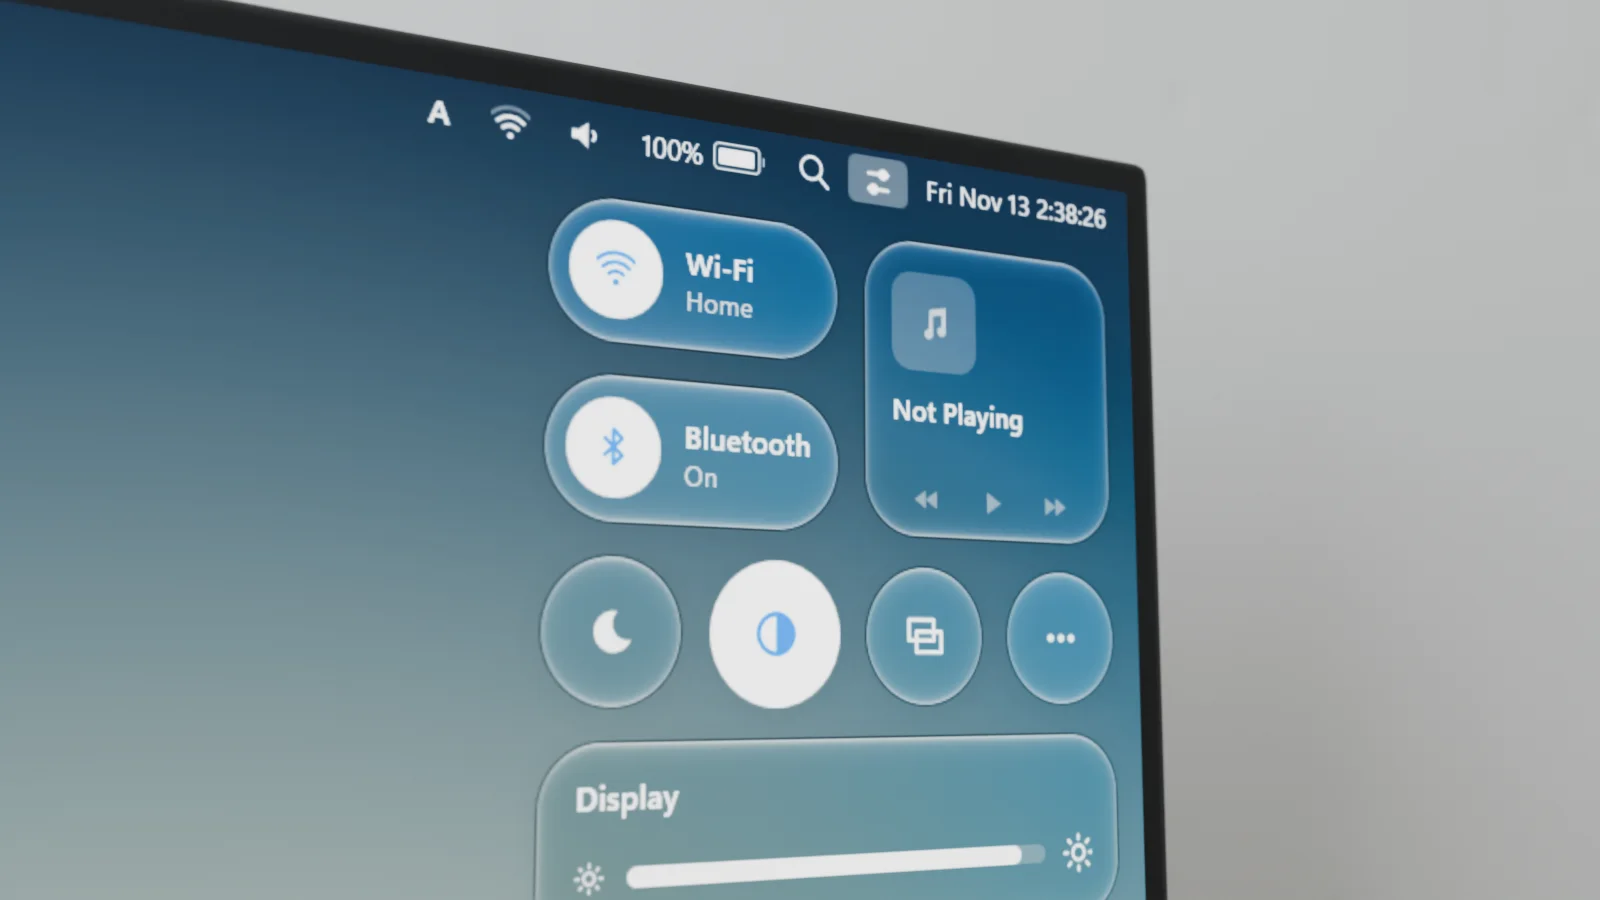 A 100% Fri Nov 13 2:38:26
Wi-Fi
Home
Not Playing
Bluetooth
On
Display